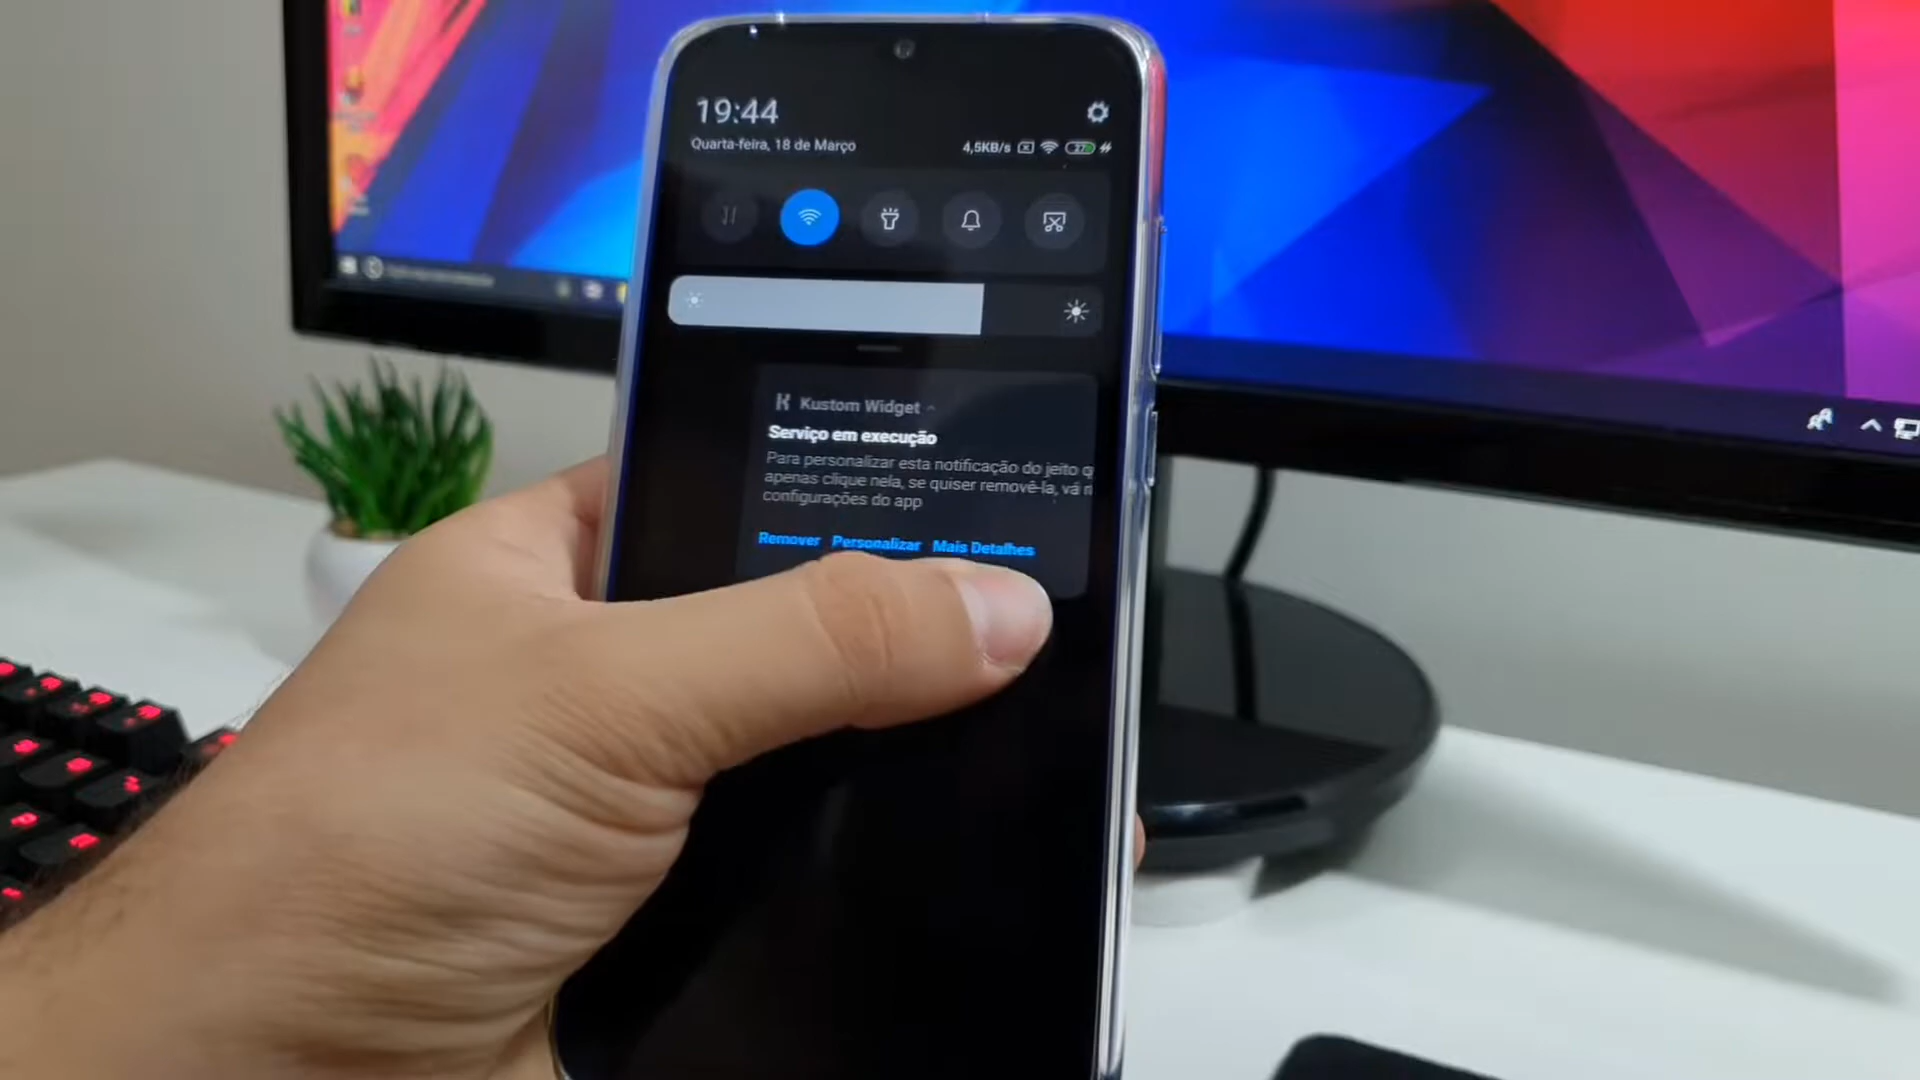 19:44
Quarta-feira, 18 de Março
4,5KB/s
27
Kustom Widget
Serviço em execução
Para personalizar esta notificação do jeito q
apenas clique nela, se quiser removê-la, vá
configurações do app
Remover Personalizar Mais Detalhes